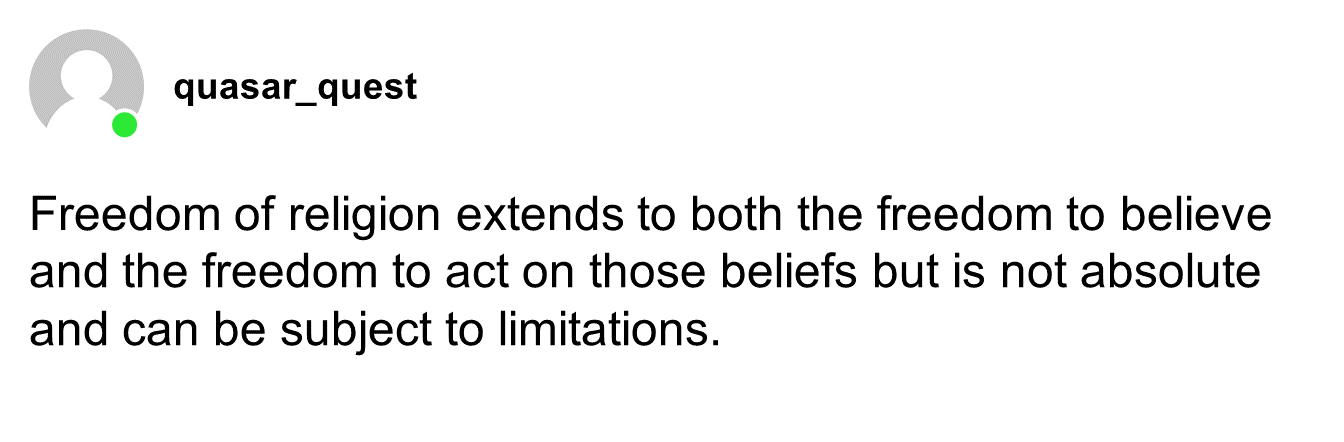 quasar_quest
Freedom of religion extends to both the freedom to believe
and the freedom to act on those beliefs but is not absolute
and can be subject to limitations.